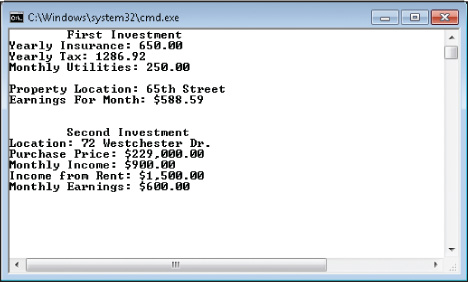 C:\Windows\system32\cmd.exe
First Investment
Yearly Insurance: 650.00
Yearly Tax: 1286.92
Monthly Utilities: 250.00
Property Location: 65th Street
Earnings For Month: $588.59
Second Investment
Location: 72 Westchester Dr.
Purchase Price: $229,000.00
Monthly Income: $900.00
Income from Rent: $1,500.00
Monthly Earnings: $600.00